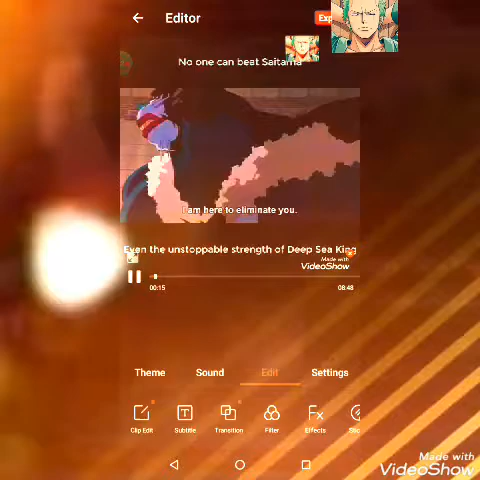 Editor
Exp
No one can beat Saitama
I am here to eliminate you.
Even the unstoppable strength of Deep Sea King
Made with
VideoShow
00:15
08:48
Theme
Sound
Edit
Settings
Clip Edit
Subtitle
Transition
Filter
Effects
Stic
Made with
VideoShow